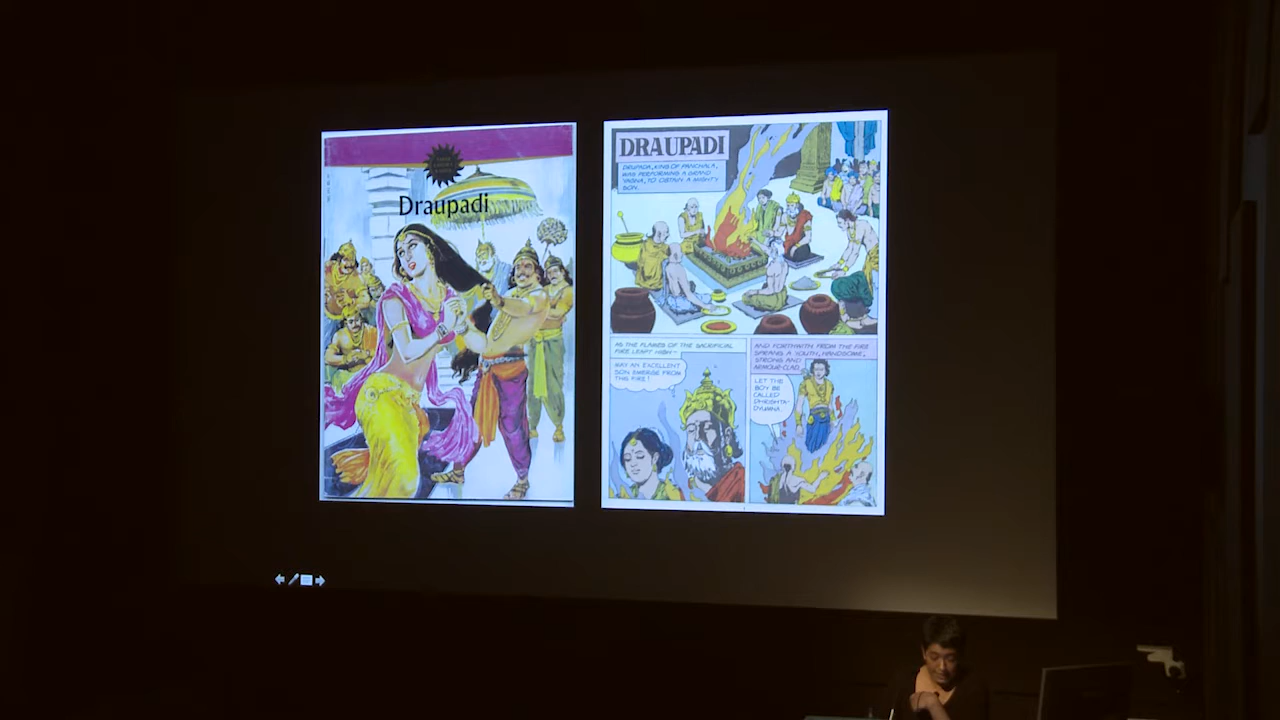 Draupadi
DRAUPADI
DRUPADA, KING OF PANCHALA,
WAS PERFORMING A GRAND
YAGNA, TO OBTAIN A MIGHTY
SON.
AS THE FLAMES OF THE SACRIFICIAL
FIRE LEAPT HIGH—
MAY AN EXCELLENT
SON EMERGE FROM
THIS FIRE!
AND FORTHWITH FROM THE FIRE
SPRANG A YOUTH, HANDSOME,
STRONG AND
ARMOUR-CLAD.
LET THE
BOY BE
CALLED
DHRISHTA-
DYUMNA.